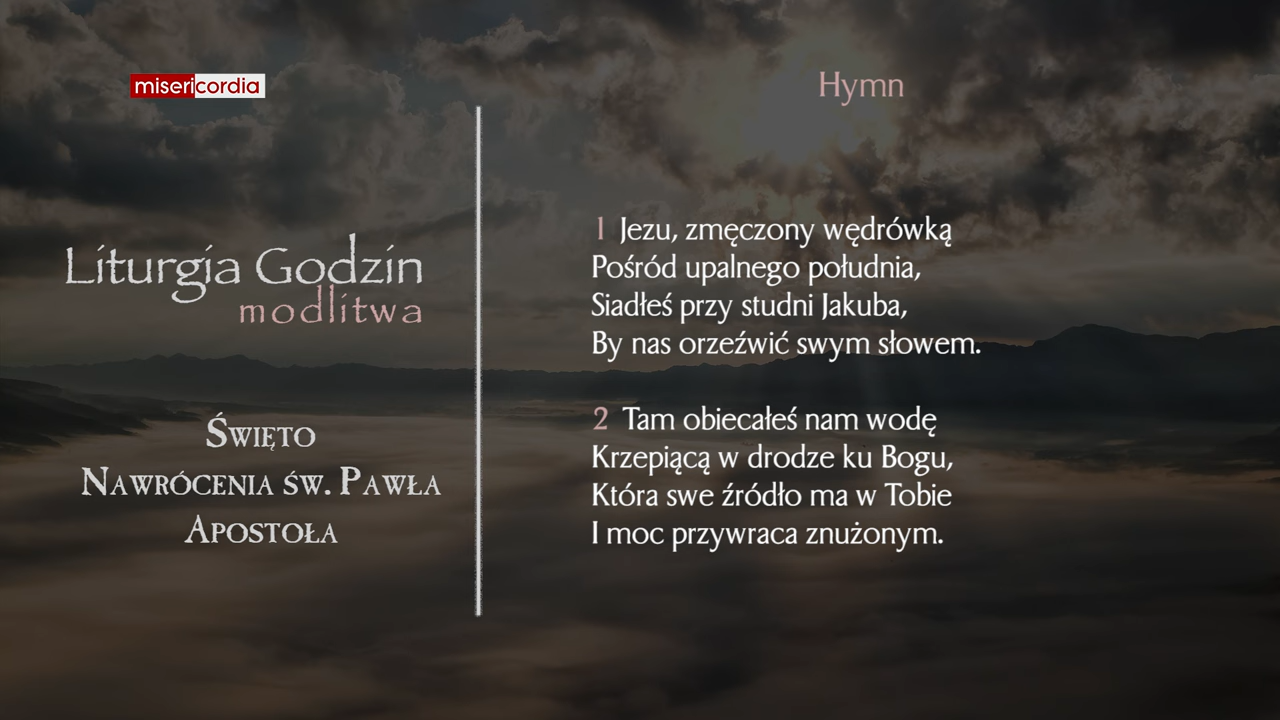 misericordia
Liturgia Godzin
modlitwa
Święto
Nawrócenia św. Pawła
Apostoła
Hymn
1 Jezu, zmęczony wędrówką
Pośród upalnego południa,
Siadłeś przy studni Jakuba,
By nas orzeźwić swym słowem.
2 Tam obiecałeś nam wodę
Krzepiącą w drodze ku Bogu,
Która swe źródło ma w Tobie
I moc przywraca znużonym.